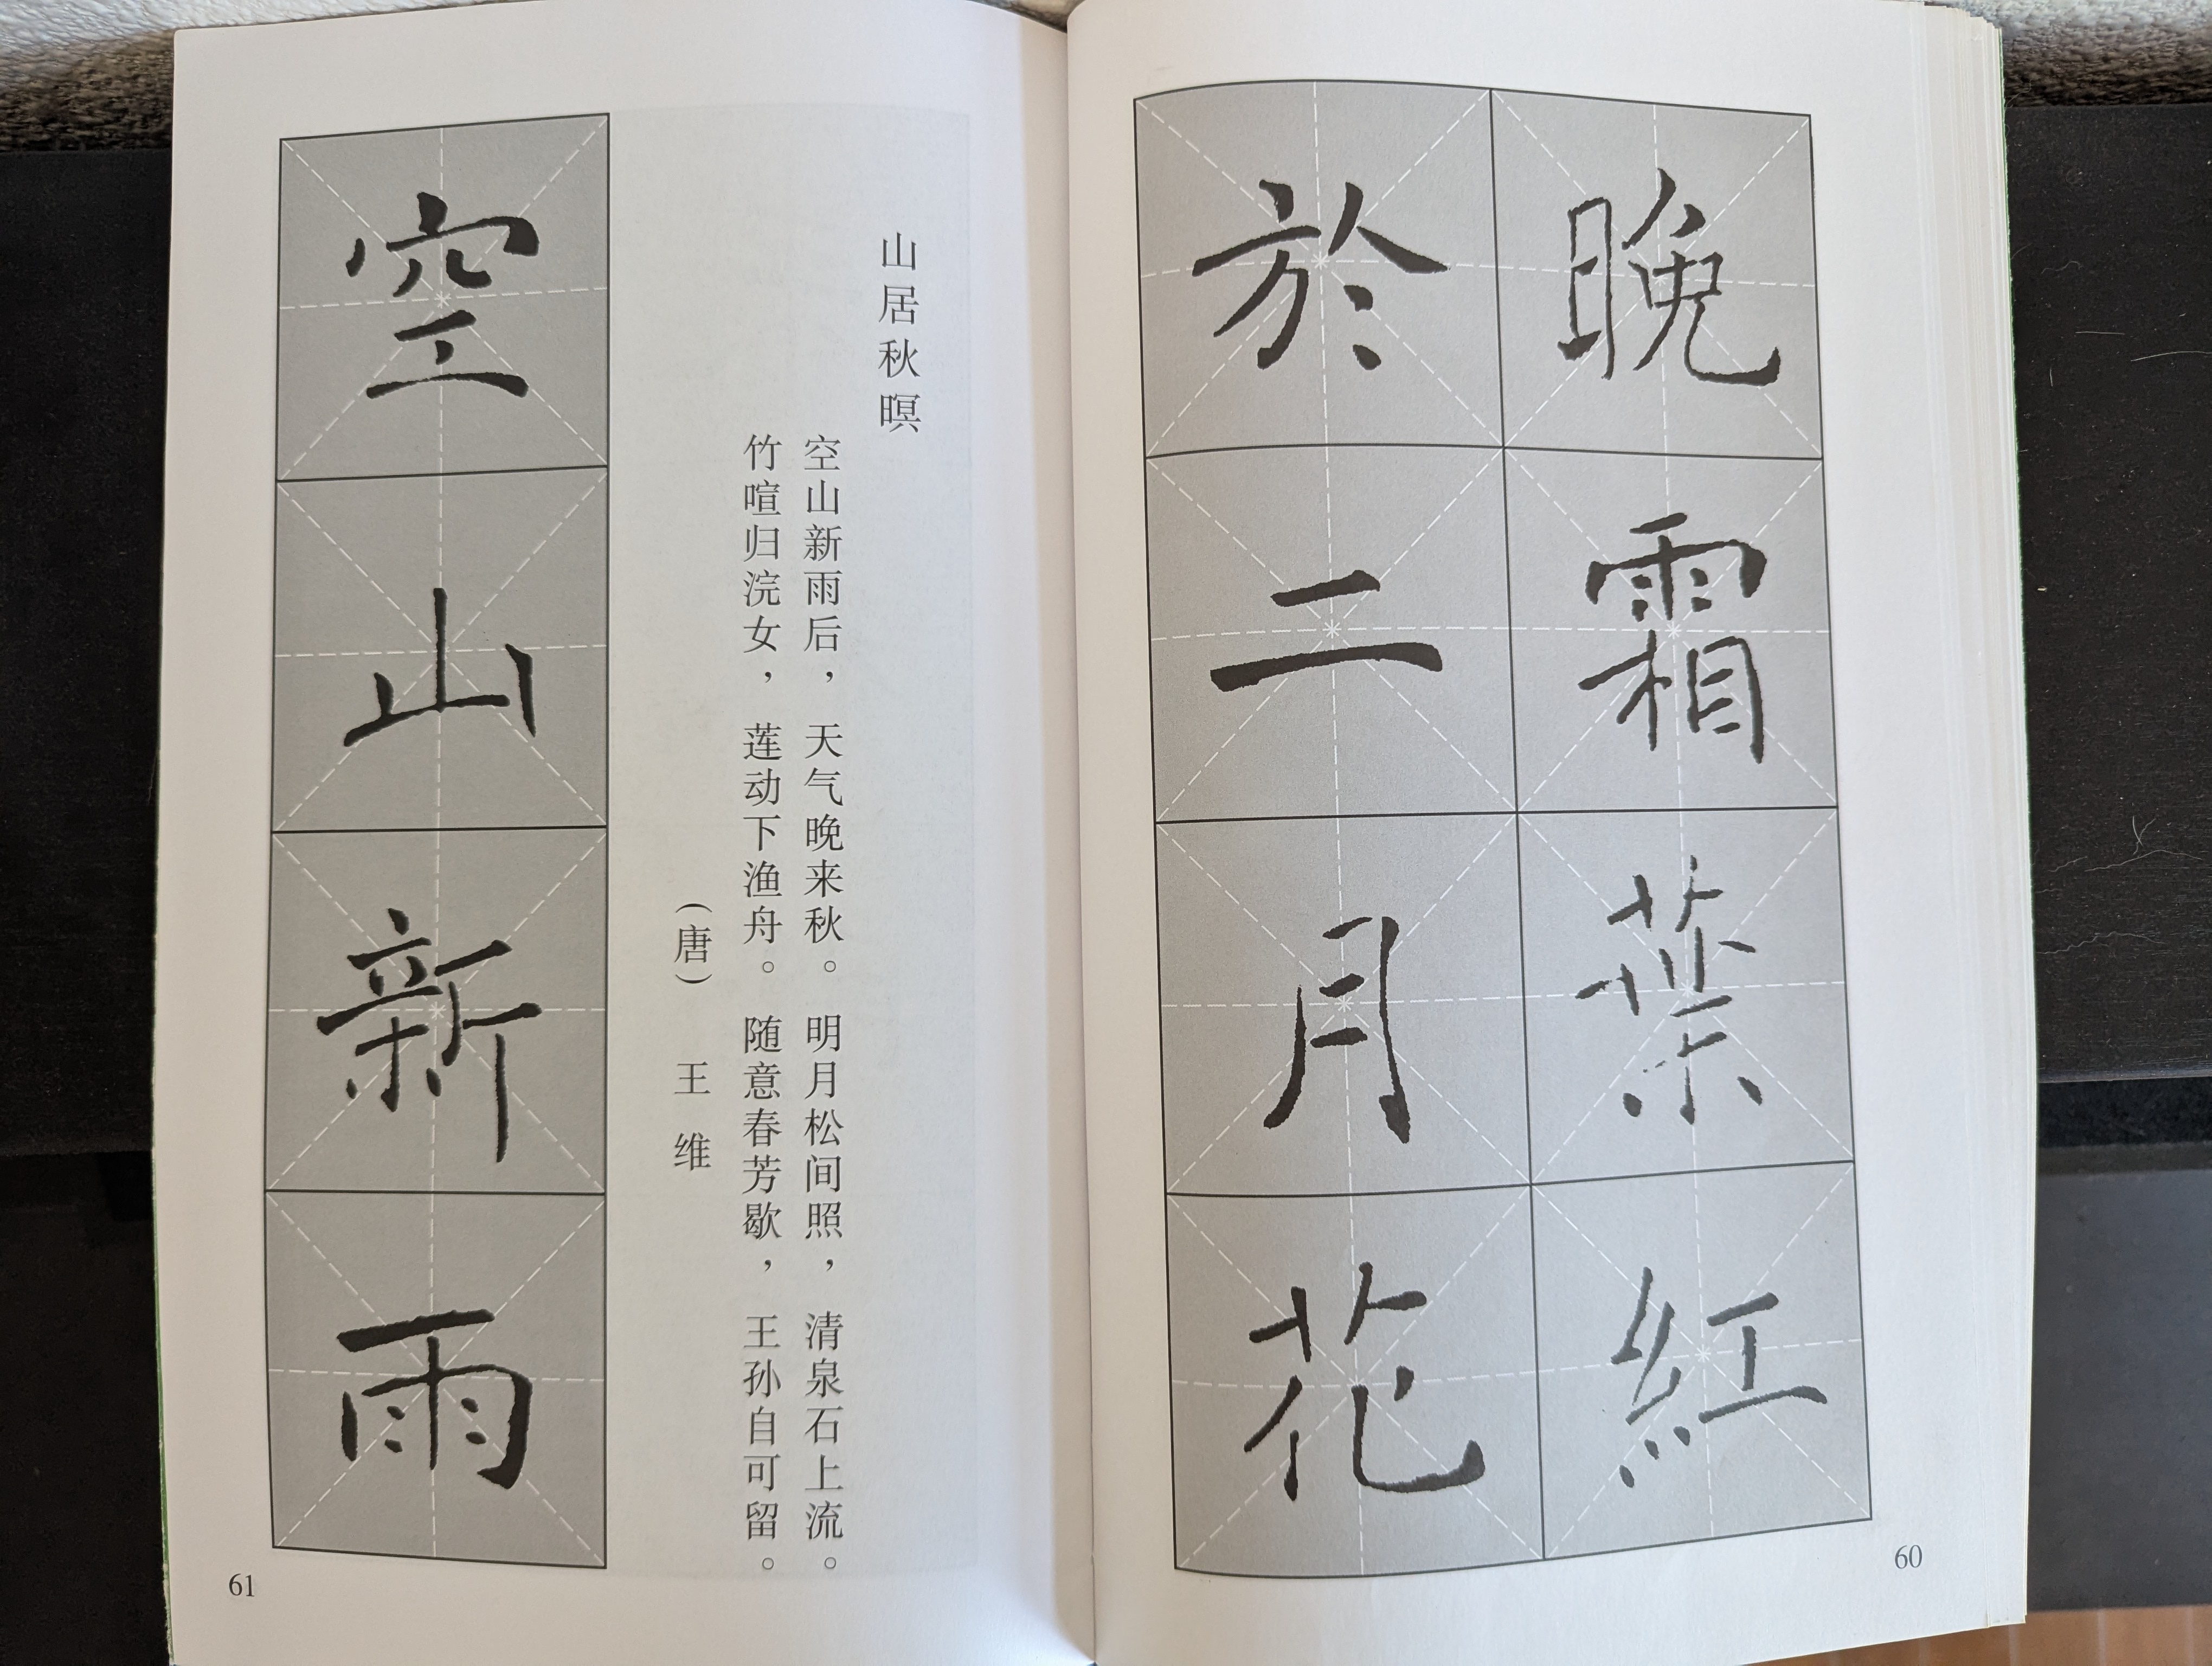 晚霜葉紅
於二月花
60
山居秋暝
空山新雨后，天气晚来秋。明月松间照，清泉石上流。
竹喧归浣女，莲动下渔舟。随意春芳歇，王孙自可留。
（唐）王维
空山新雨
61